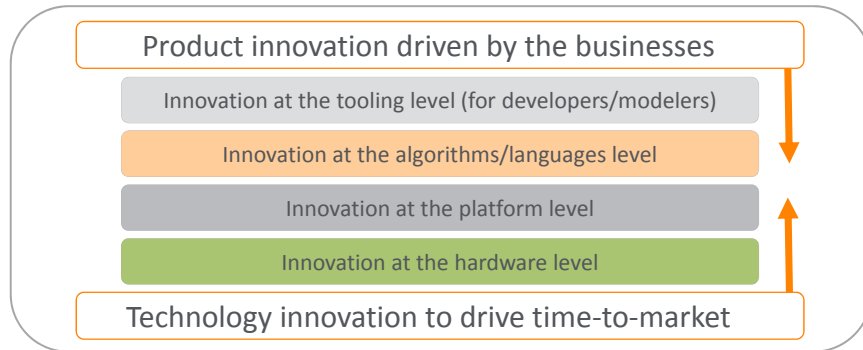 Product innovation driven by the businesses
Innovation at the tooling level (for developers/modelers)
Innovation at the algorithms/languages level
Innovation at the platform level
Innovation at the hardware level
Technology innovation to drive time-to-market